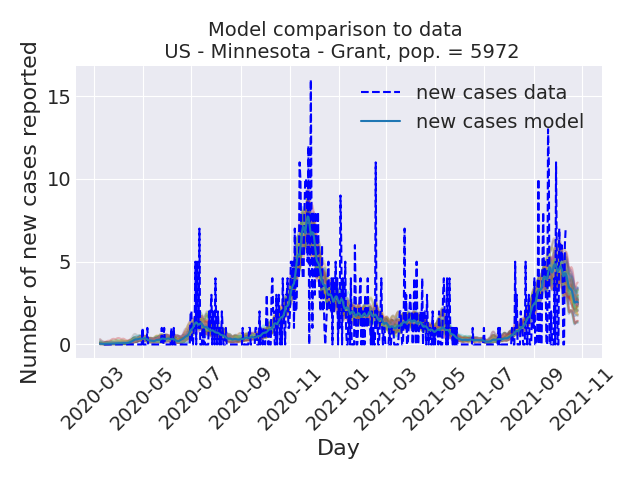 Model comparison to data
US - Minnesota - Grant, pop. = 5972
new cases data
new cases model
Number of new cases reported
15
10
5
0
2020-03
2020-05
2020-07
2020-09
2020-11
2021-01
2021-03
2021-05
2021-07
2021-09
2021-11
Day